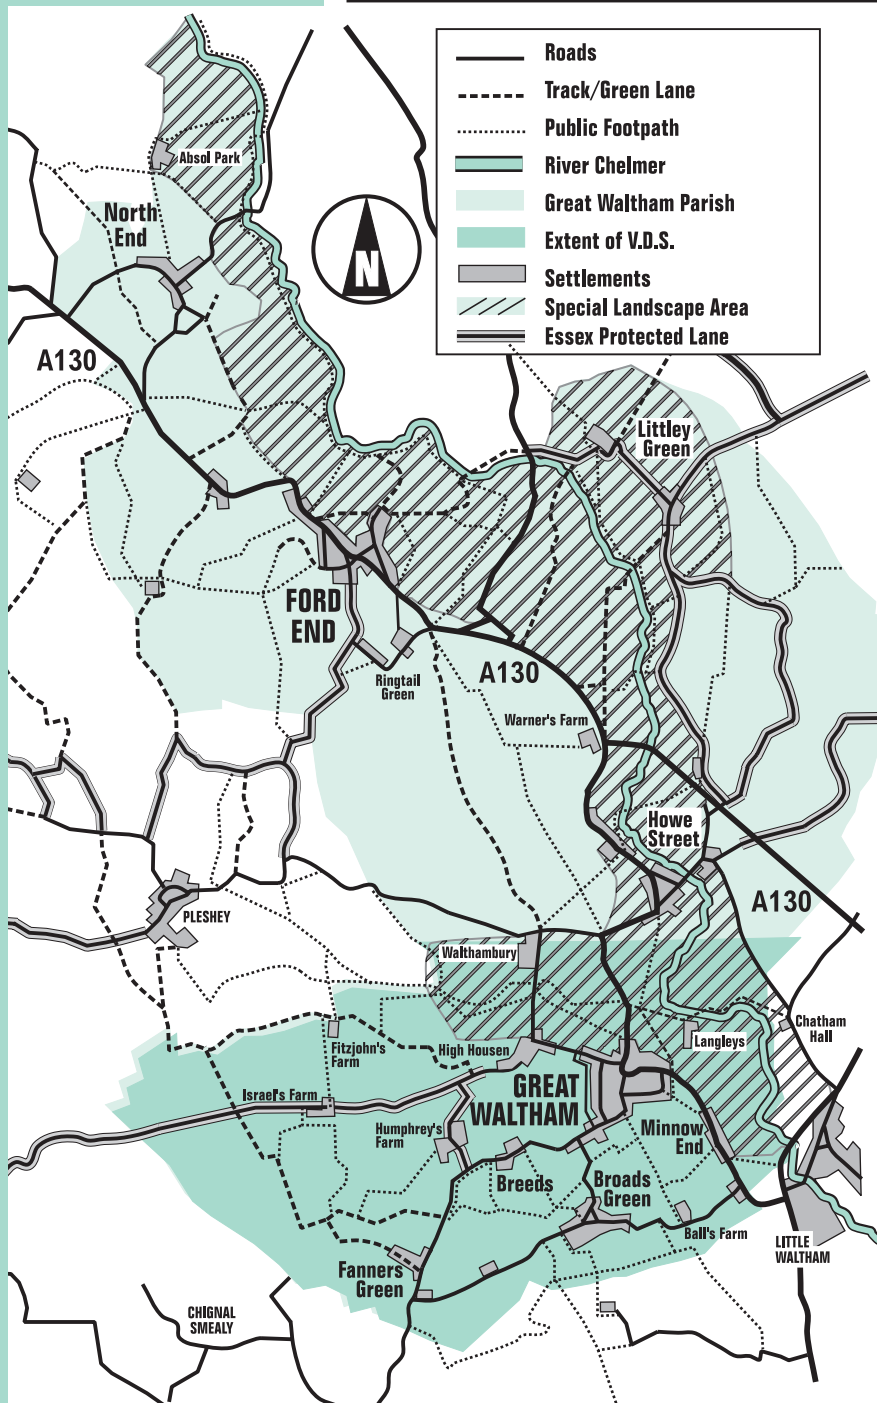 Roads
Track/Green Lane
Public Footpath
River Chelmer
Great Waltham Parish
Extent of V.D.S.
Settlements
Special Landscape Area
Essex Protected Lane
N
Absol Park
North
End
A130
Littley
Green
FORD
END
Ringtail
Green
A130
Warner's Farm
Howe
Street
A130
PLESHEY
Walthambury
Fitzjohn's
Farm
High Housen
Langleys
Chatham
Hall
Israel's Farm
GREAT
WALTHAM
Humphrey's
Farm
Minnow
End
Breeds
Broads
Green
Ball's Farm
LITTLE
WALTHAM
Fanners
Green
CHIGNAL
SMEALY